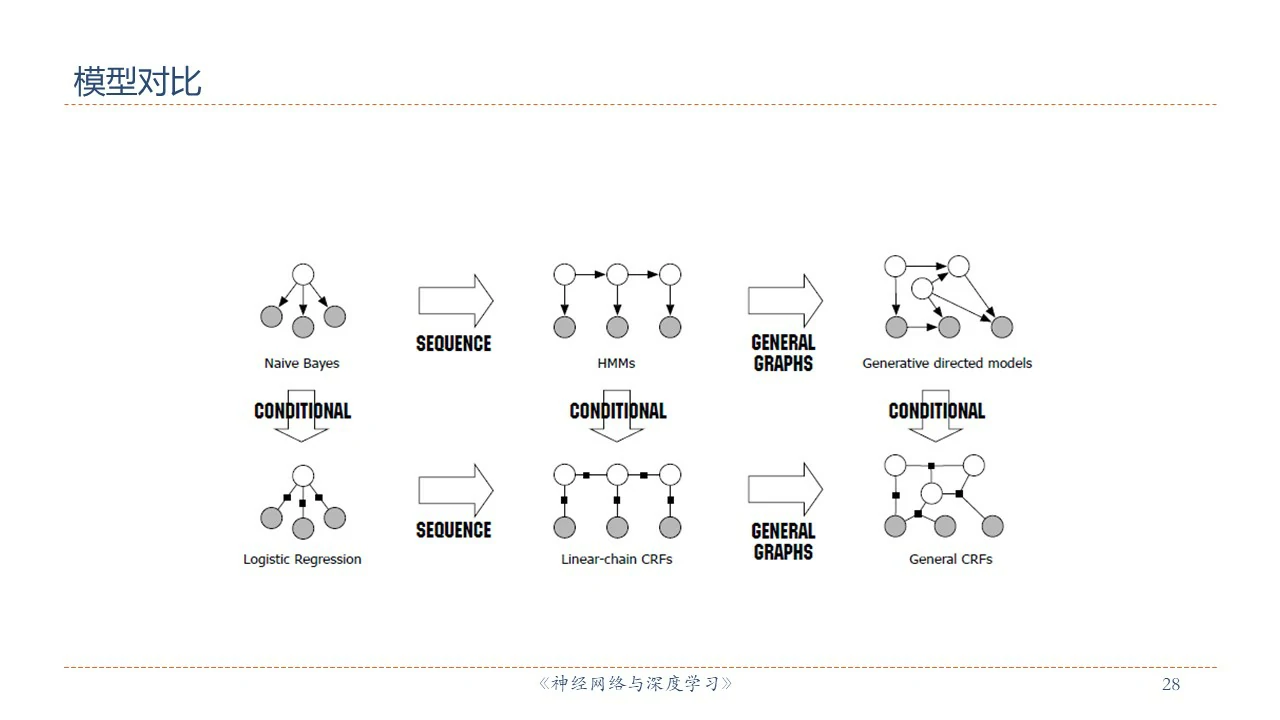 模型对比
SEQUENCE
GENERAL
GRAPHS
Naive Bayes
HMMs
Generative directed models
CONDITIONAL
CONDITIONAL
CONDITIONAL
SEQUENCE
GENERAL
GRAPHS
Logistic Regression
Linear-chain CRFs
General CRFs
《神经网络与深度学习》
28